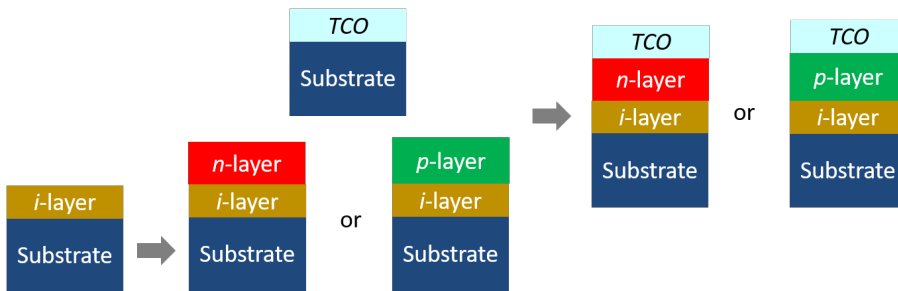 TCO
Substrate
i-layer
Substrate
n-layer
i-layer
Substrate
or
p-layer
i-layer
Substrate
TCO
n-layer
i-layer
Substrate
or
TCO
p-layer
i-layer
Substrate